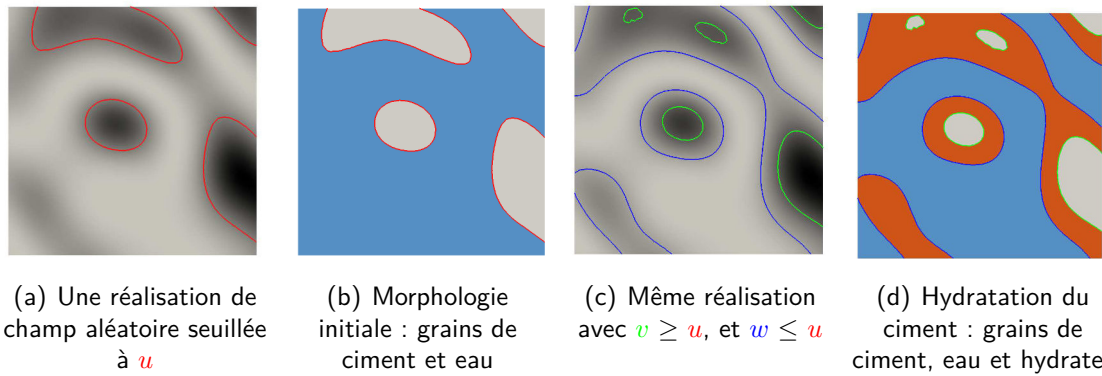 (a) Une réalisation de
champ aléatoire seuillée
à u
(b) Morphologie
initiale : grains de
ciment et eau
(c) Même réalisation
avec v ≥ u, et w ≤ u
(d) Hydratation du
ciment : grains de
ciment, eau et hydrate